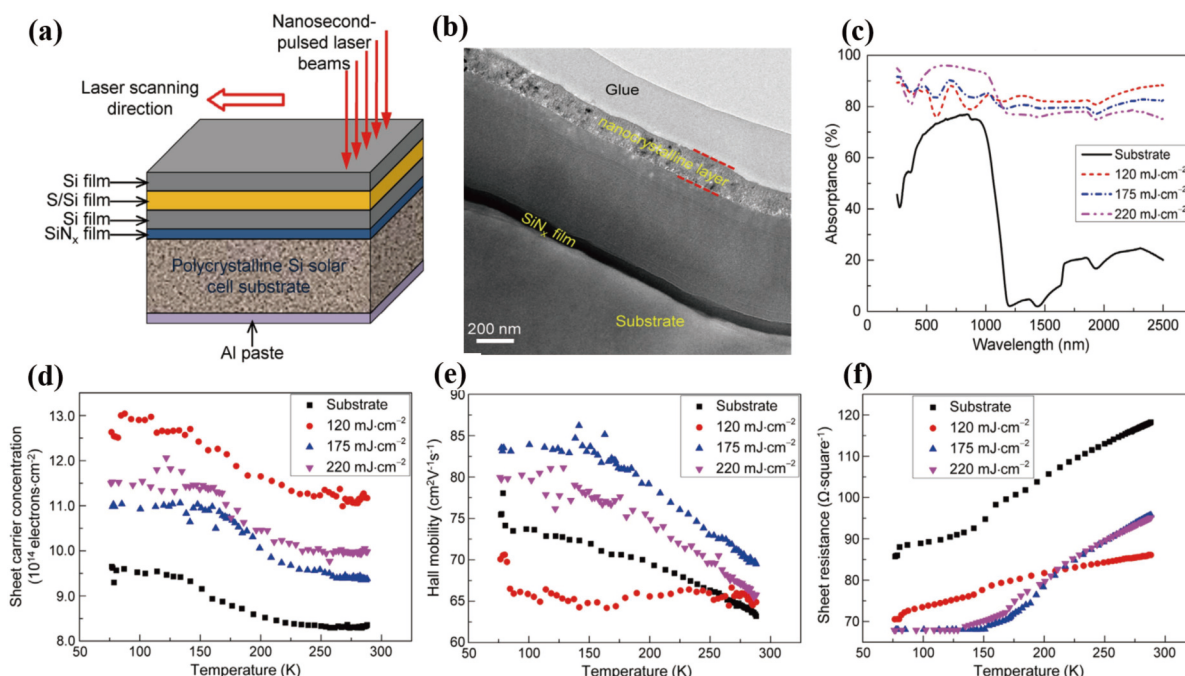 (a)
Nanosecond-
pulsed laser
beams
Laser scanning
direction
Si film
S/Si film
Si film
SiNx film
Polycrystalline Si solar
cell substrate
Al paste
(b)
Glue
nanocrystalline layer
SiNx film
Substrate
200 nm
(c)
100
80
60
40
20
0
Absorptance (%)
Substrate
120 mJ·cm−2
175 mJ·cm−2
220 mJ·cm−2
0 500 1000 1500 2000 2500
Wavelength (nm)
(d)
13.0
12.0
11.0
10.0
9.0
8.0
Sheet carrier concentration
(10^14 electrons·cm-2)
Substrate
120 mJ·cm−2
175 mJ·cm−2
220 mJ·cm−2
50 100 150 200 250 300
Temperature (K)
(e)
90
85
80
75
70
65
60
Hall mobility (cm2V-1s-1)
Substrate
120 mJ·cm−2
175 mJ·cm−2
220 mJ·cm−2
50 100 150 200 250 300
Temperature (K)
(f)
120
110
100
90
80
70
Sheet resistance (Ω·square-1)
Substrate
120 mJ·cm−2
175 mJ·cm−2
220 mJ·cm−2
50 100 150 200 250 300
Temperature (K)